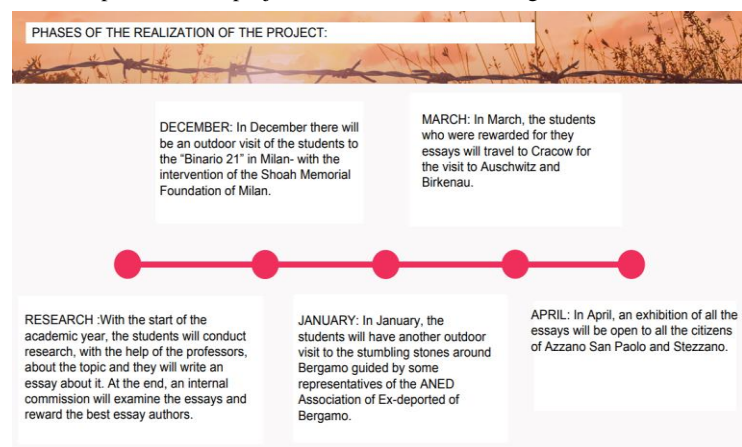 PHASES OF THE REALIZATION OF THE PROJECT:
DECEMBER: In December there will
be an outdoor visit of the students to
the “Binario 21” in Milan- with the
intervention of the Shoah Memorial
Foundation of Milan.
MARCH: In March, the students
who were rewarded for they
essays will travel to Cracow for
the visit to Auschwitz and
Birkenau.
RESEARCH :With the start of the
academic year, the students will conduct
research, with the help of the professors,
about the topic and they will write an
essay about it. At the end, an internal
commission will examine the essays and
reward the best essay authors.
JANUARY: In January, the
students will have another outdoor
visit to the stumbling stones around
Bergamo guided by some
representatives of the ANED
Association of Ex-deported of
Bergamo.
APRIL: In April, an exhibition of all the
essays will be open to all the citizens
of Azzano San Paolo and Stezzano.